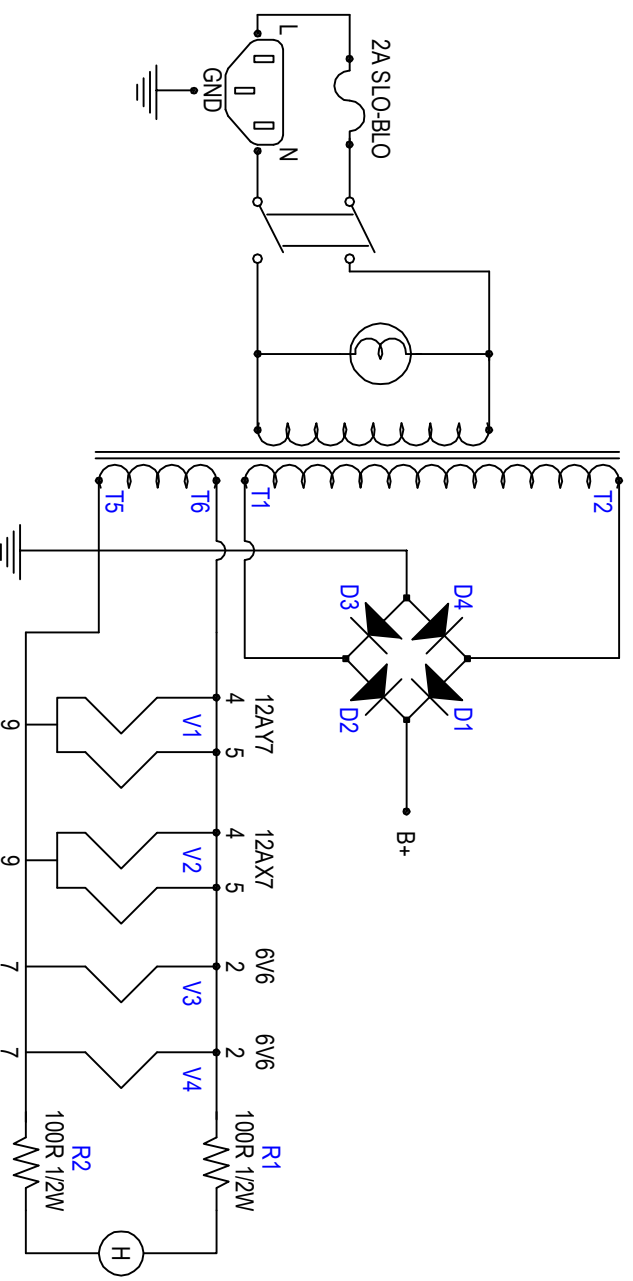 2A SLO-BLO
L
N
GND
T2
T1
T6
T5
D4
D3
D1
D2
B+
12AY7
4
5
V1
9
12AX7
4
5
V2
9
6V6
2
V3
7
6V6
2
V4
7
R1
100R 1/2W
R2
100R 1/2W
H